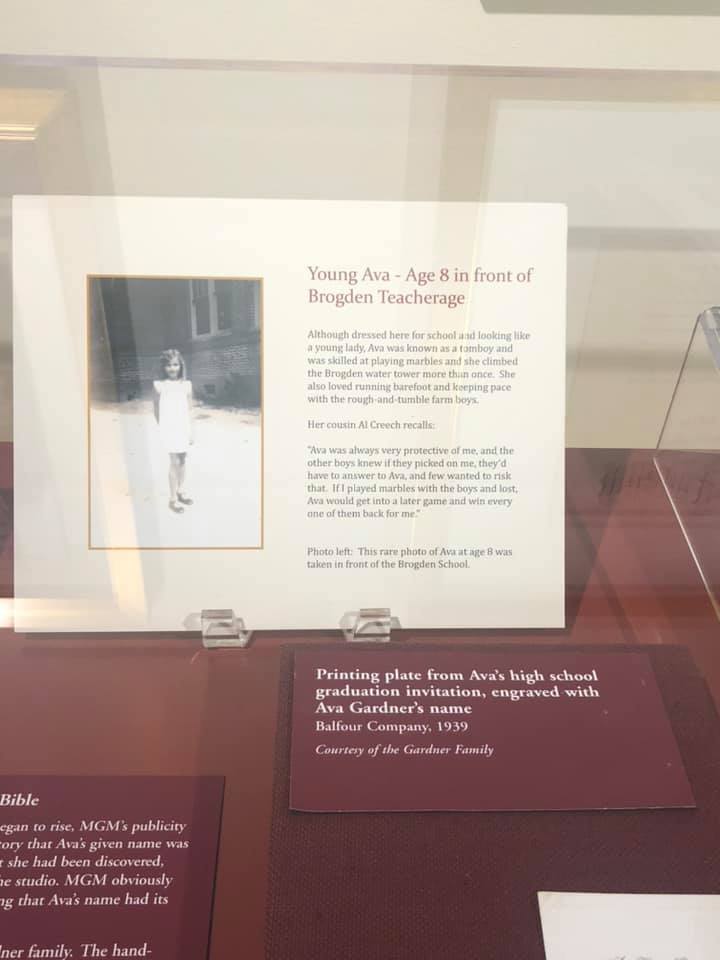 Young Ava - Age 8 in front of
Brogden Teacherage
Although dressed here for school and looking like
a young lady, Ava was known as a tomboy and
was skilled at playing marbles and she climbed
the Brogden water tower more than once. She
also loved running barefoot and keeping pace
with the rough-and-tumble farm boys.
Her cousin Al Creech recalls:
"Ava was always very protective of me, and the
other boys knew if they picked on me, they'd
have to answer to Ava, and few wanted to risk
that. If I played marbles with the boys and lost,
Ava would get into a later game and win every
one of them back for me."
Photo left: This rare photo of Ava at age 8 was
taken in front of the Brogden School.
Printing plate from Ava's high school
graduation invitation, engraved with
Ava Gardner's name
Balfour Company, 1939
Courtesy of the Gardner Family
Bible
egan to rise, MGM's publicity
tory that Ava's given name was
t she had been discovered,
he studio. MGM obviously
ng that Ava's name had its
ner family. The hand-